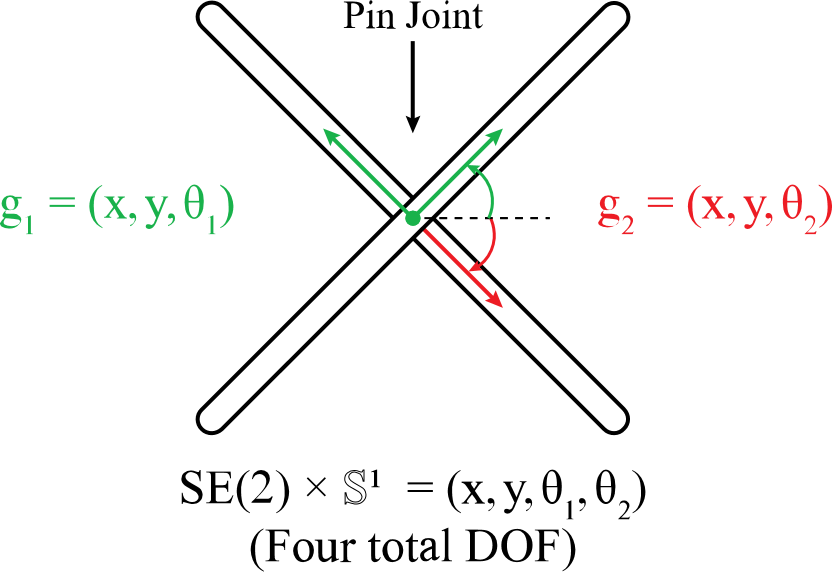 Pin Joint
g₁ = (x, y, θ₁)
g₂ = (x, y, θ₂)
SE(2) × 𝕊¹ = (x, y, θ₁, θ₂)
(Four total DOF)